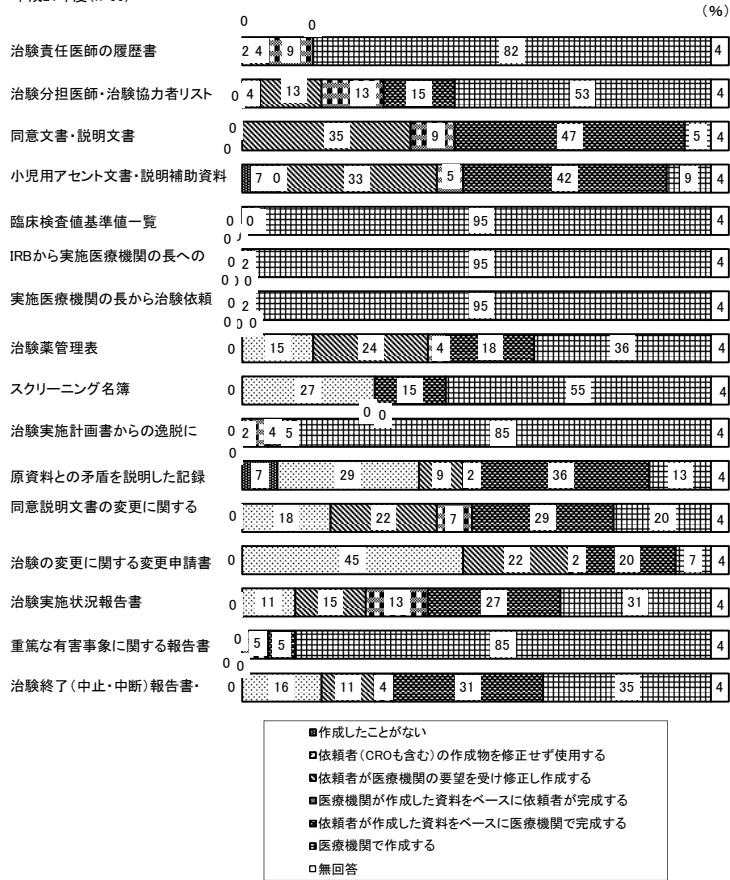 (%)
0 0
治験責任医師の履歴書 2 4 9 82 4
治験分担医師・治験協力者リスト 0 4 13 13 15 53 4
同意文書・説明文書 0 0 35 9 47 5 4
小児用アセント文書・説明補助資料 7 0 33 5 42 9 4
臨床検査値基準値一覧 0 0 0 95 4
IRBから実施医療機関の長への 0 2 95 4
0 0 0
実施医療機関の長から治験依頼 0 2 95 4
0 0 0
治験薬管理表 0 15 24 4 18 36 4
スクリーニング名簿 0 27 15 55 4
0 0
治験実施計画書からの逸脱に 0 2 4 5 85 4
0
原資料との矛盾を説明した記録 7 29 9 2 36 13 4
同意説明文書の変更に関する 0 18 22 7 29 20 4
治験の変更に関する変更申請書 0 45 22 2 20 7 4
治験実施状況報告書 0 11 15 13 27 31 4
重篤な有害事象に関する報告書 0 5 5 85 4
0 0
治験終了(中止・中断)報告書・ 0 16 11 4 31 35 4
作成したことがない
依頼者(CROも含む)の作成物を修正せず使用する
依頼者が医療機関の要望を受け修正し作成する
医療機関が作成した資料をベースに依頼者が完成する
依頼者が作成した資料をベースに医療機関で完成する
医療機関で作成する
無回答